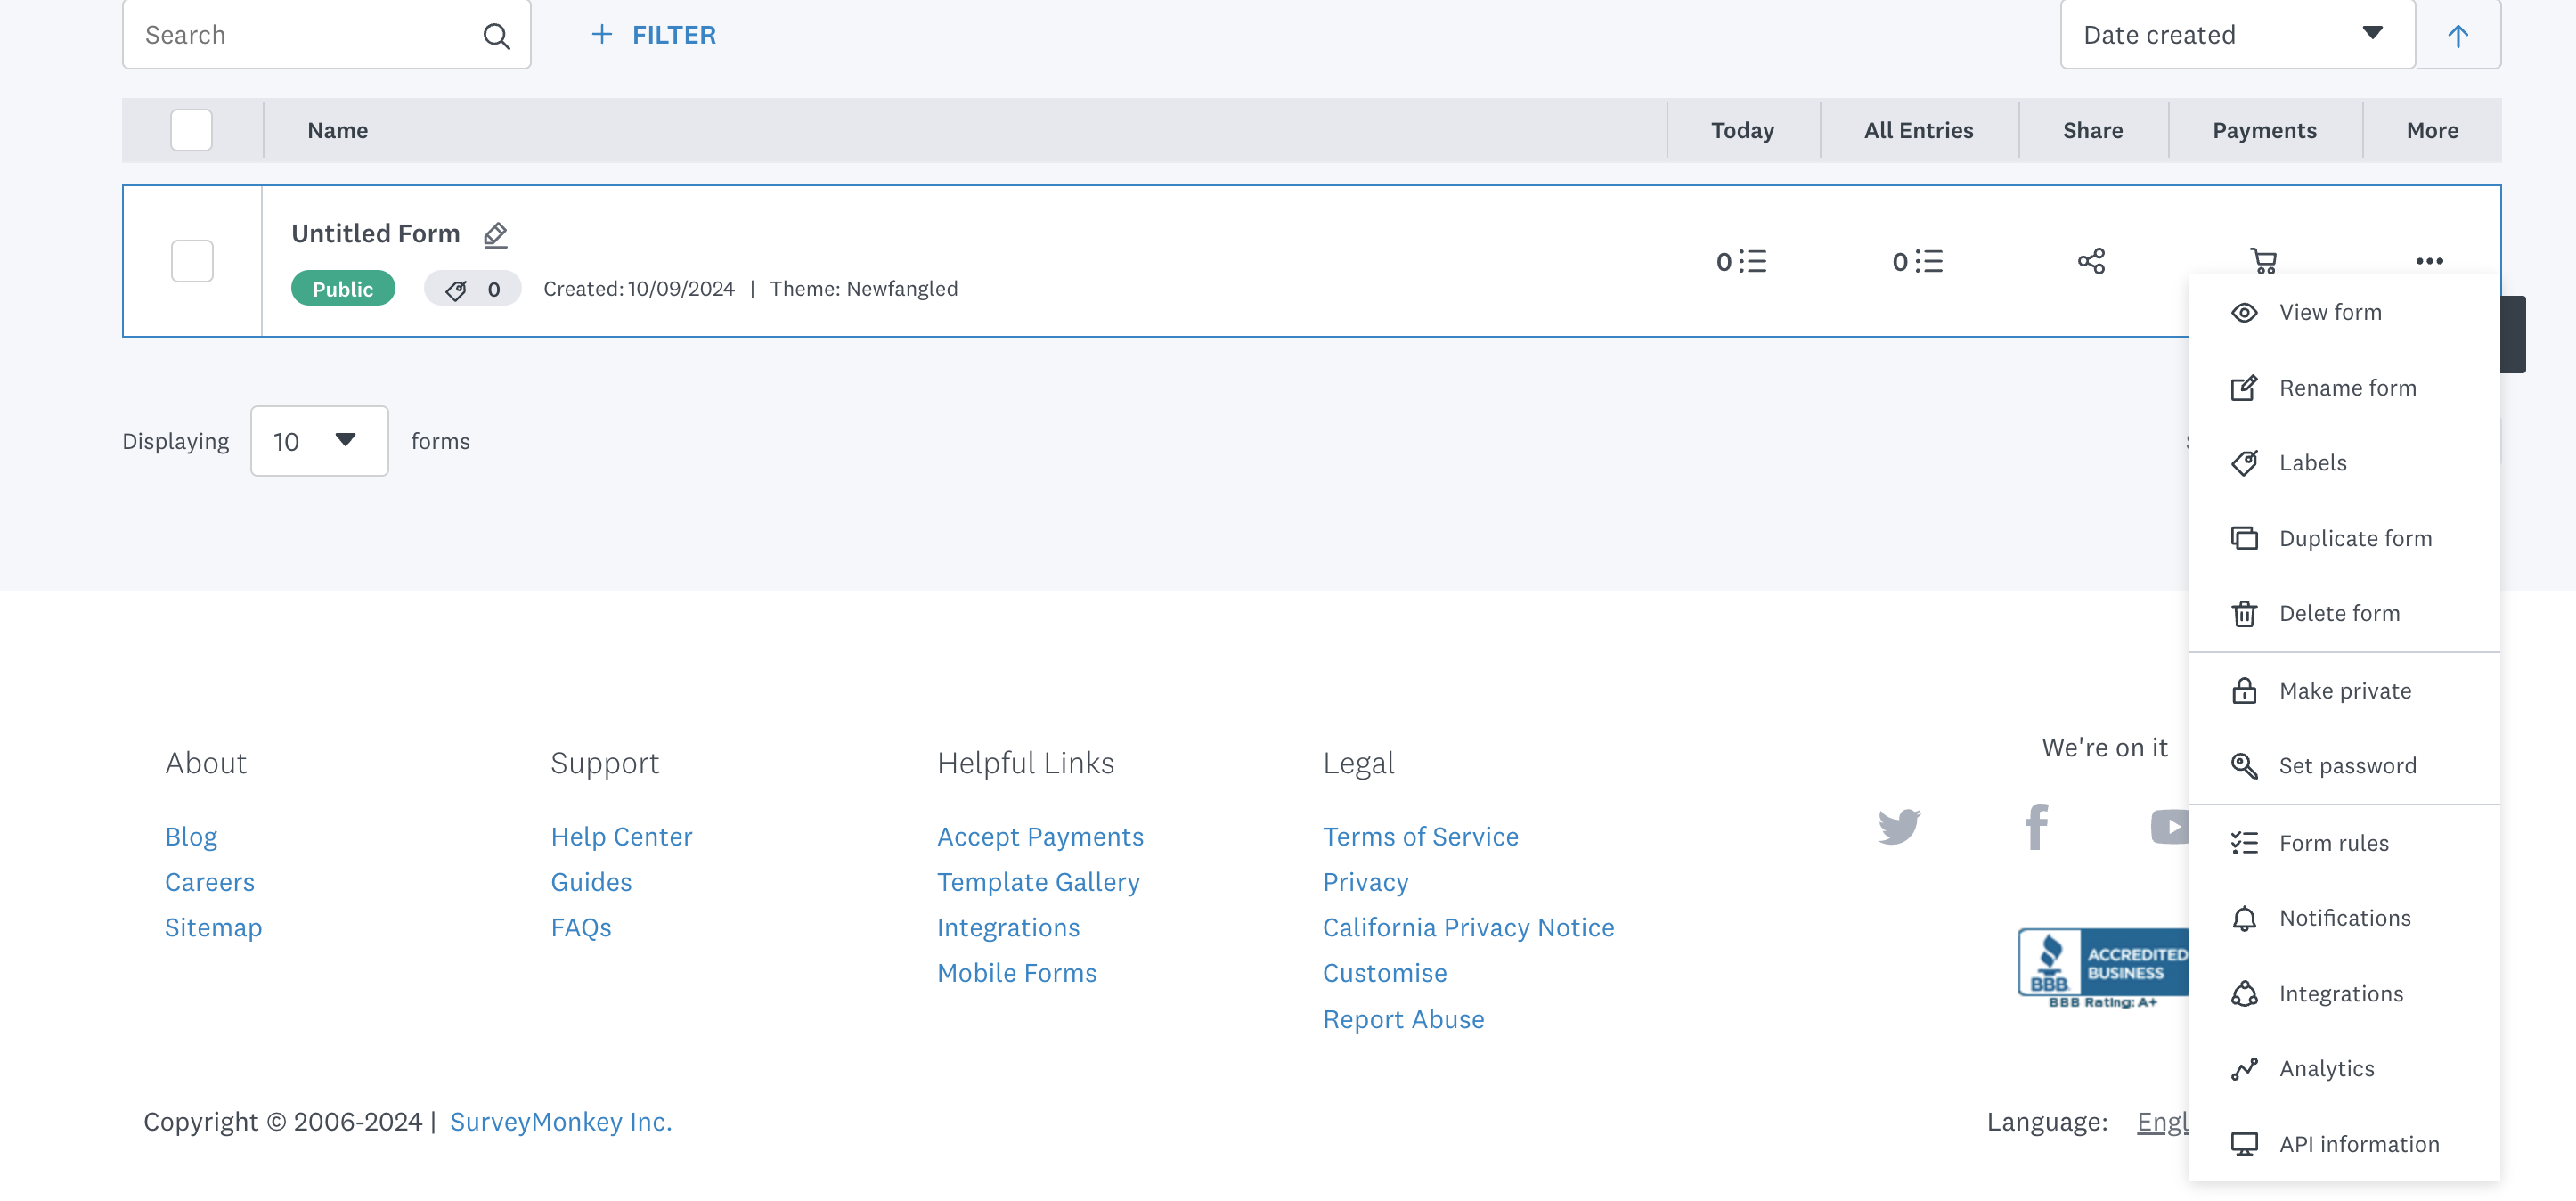 Search
+ FILTER
Date created
Name
Today
All Entries
Share
Payments
More
Untitled Form
0
0
Public
0
Created: 10/09/2024 | Theme: Newfangled
View form
Rename form
Labels
Duplicate form
Delete form
Make private
Set password
Form rules
Notifications
Integrations
Analytics
API information
Displaying
10
forms
About
Blog
Careers
Sitemap
Support
Help Center
Guides
FAQs
Helpful Links
Accept Payments
Template Gallery
Integrations
Mobile Forms
Legal
Terms of Service
Privacy
California Privacy Notice
Customise
Report Abuse
We're on it
BBB.
ACCREDITED
BUSINESS
BBB Rating: A+
Copyright © 2006-2024 | SurveyMonkey Inc.
Language: Engl